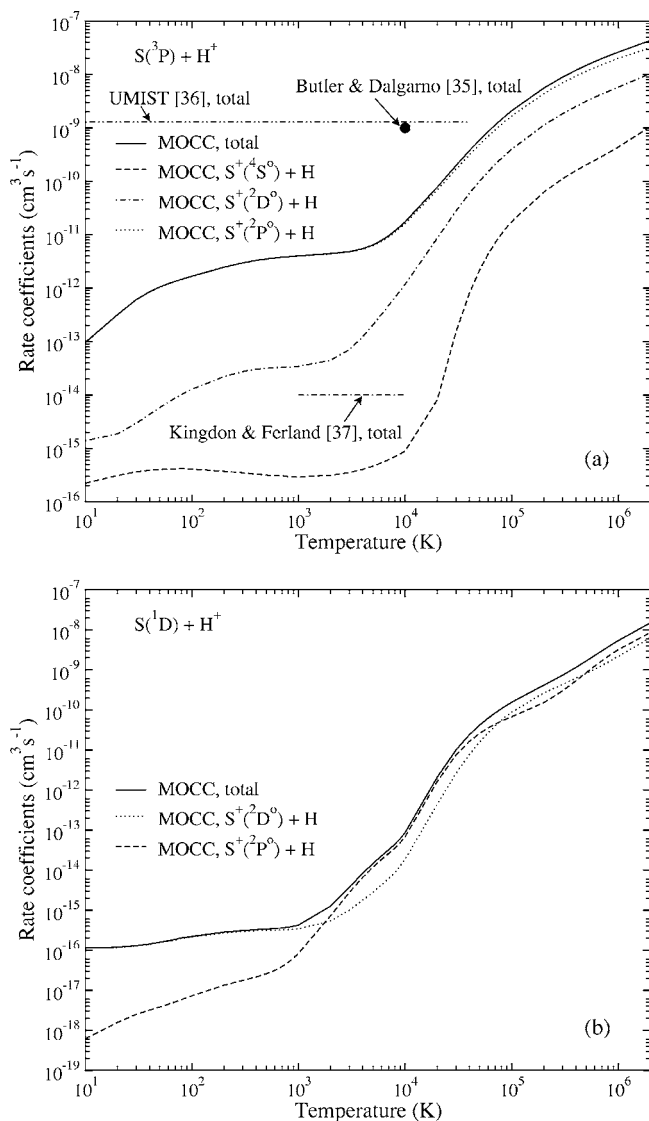 10^-7
10^-8
10^-9
10^-10
10^-11
10^-12
10^-13
10^-14
10^-15
10^-16
Rate coefficients (cm^3 s^-1)
S(^3P) + H^+
UMIST [36], total
Butler & Dalgarno [35], total
MOCC, total
MOCC, S^+(^4S^o) + H
MOCC, S^+(^2D^o) + H
MOCC, S^+(^2P^o) + H
Kingdon & Ferland [37], total
(a)
10^1 10^2 10^3 10^4 10^5 10^6
Temperature (K)
10^-7
10^-8
10^-9
10^-10
10^-11
10^-12
10^-13
10^-14
10^-15
10^-16
10^-17
10^-18
10^-19
Rate coefficients (cm^3 s^-1)
S(^1D) + H^+
MOCC, total
MOCC, S^+(^2D^o) + H
MOCC, S^+(^2P^o) + H
(b)
10^1 10^2 10^3 10^4 10^5 10^6
Temperature (K)